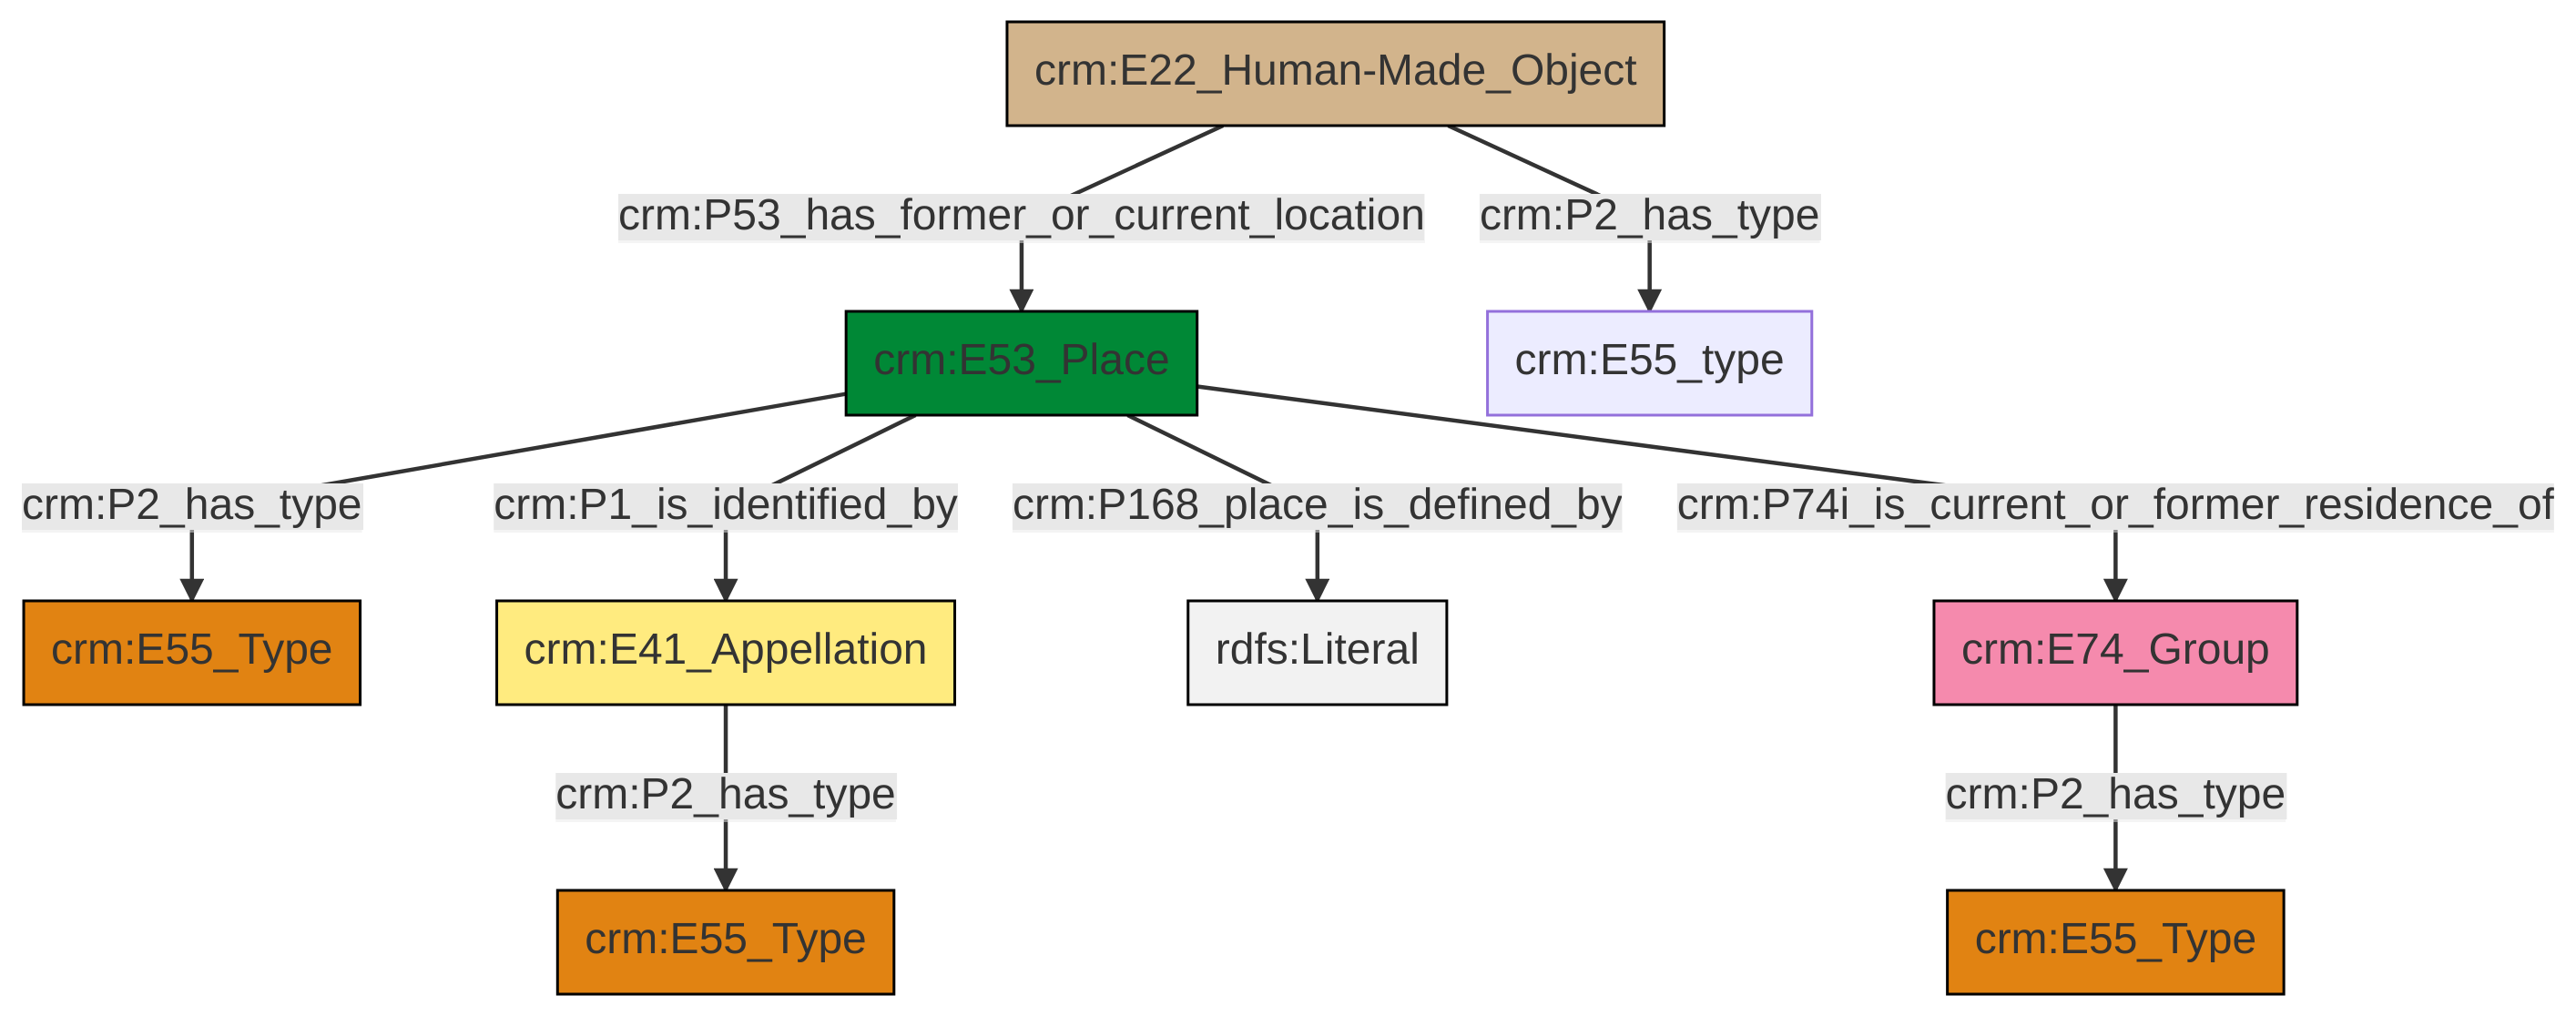 crm:E22_Human-Made_Object
crm:P53_has_former_or_current_location
crm:P2_has_type
crm:E53_Place
crm:E55_type
crm:P2_has_type
crm:P1_is_identified_by
crm:P168_place_is_defined_by
crm:P74i_is_current_or_former_residence_of
crm:E55_Type
crm:E41_Appellation
rdfs:Literal
crm:E74_Group
crm:P2_has_type
crm:P2_has_type
crm:E55_Type
crm:E55_Type